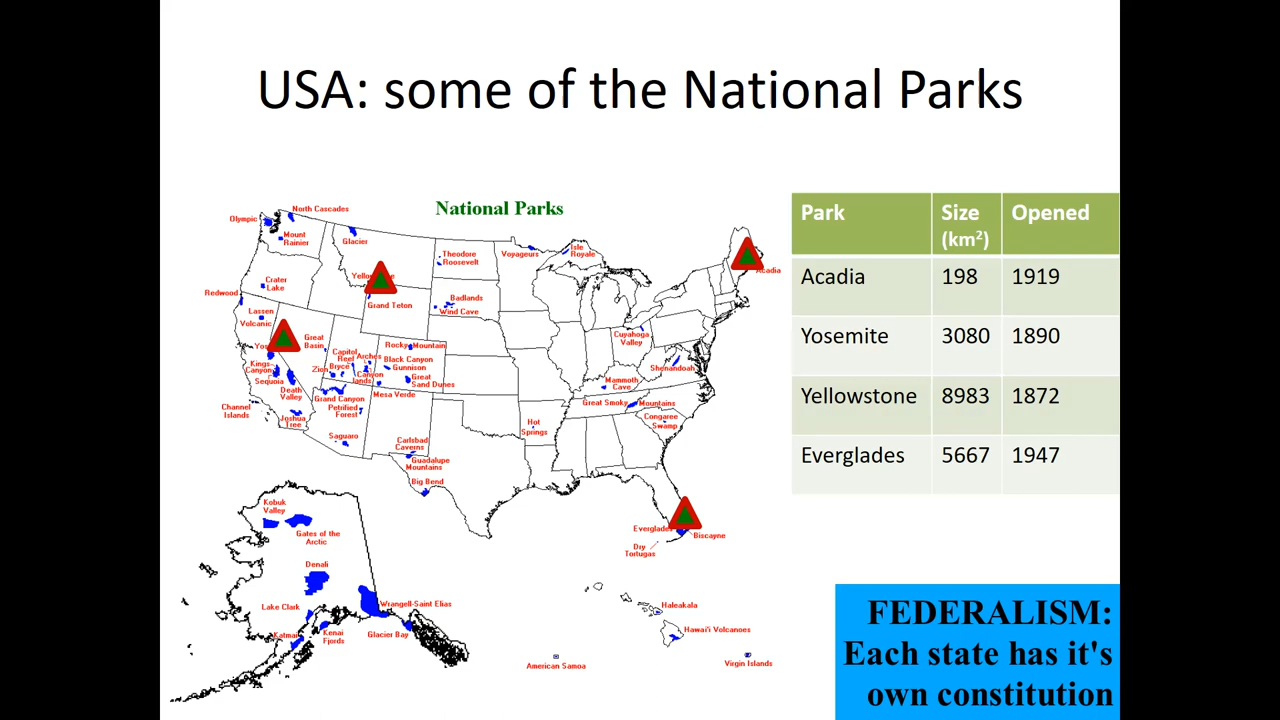 USA: some of the National Parks
National Parks
North Cascades
Olympic
Mount
Rainier
Glacier
Theodore
Roosevelt
Voyageurs
Isle
Royale
Acadia
Crater
Lake
Grand Teton
Badlands
Wind Cave
Redwood
Lassen
Volcanic
Great
Basin
Cuyahoga
Valley
Capitol
Reef
Arches
Rocky Mountain
Black Canyon
Gunnison
Kings
Canyon
Sequoia
Zion
Bryce
Canyon
lands
Great
Sand Dunes
Shenandoah
Death
Valley
Grand Canyon
Mesa Verde
Mammoth
Cave
Channel
Islands
Joshua
Tree
Petrified
Forest
Great Smoky Mountains
Congaree
Swamp
Saguaro
Carlsbad
Caverns
Hot
Springs
Guadalupe
Mountains
Big Bend
Everglades
Biscayne
Dry
Tortugas
Kobuk
Valley
Gates of the
Arctic
Denali
Lake Clark
Wrangell-Saint Elias
Katmai
Kenai
Fjords
Glacier Bay
Haleakala
Hawai'i Volcanoes
American Samoa
Virgin Islands
Park Size (km²) Opened
Acadia 198 1919
Yosemite 3080 1890
Yellowstone 8983 1872
Everglades 5667 1947
FEDERALISM:
Each state has it's
own constitution